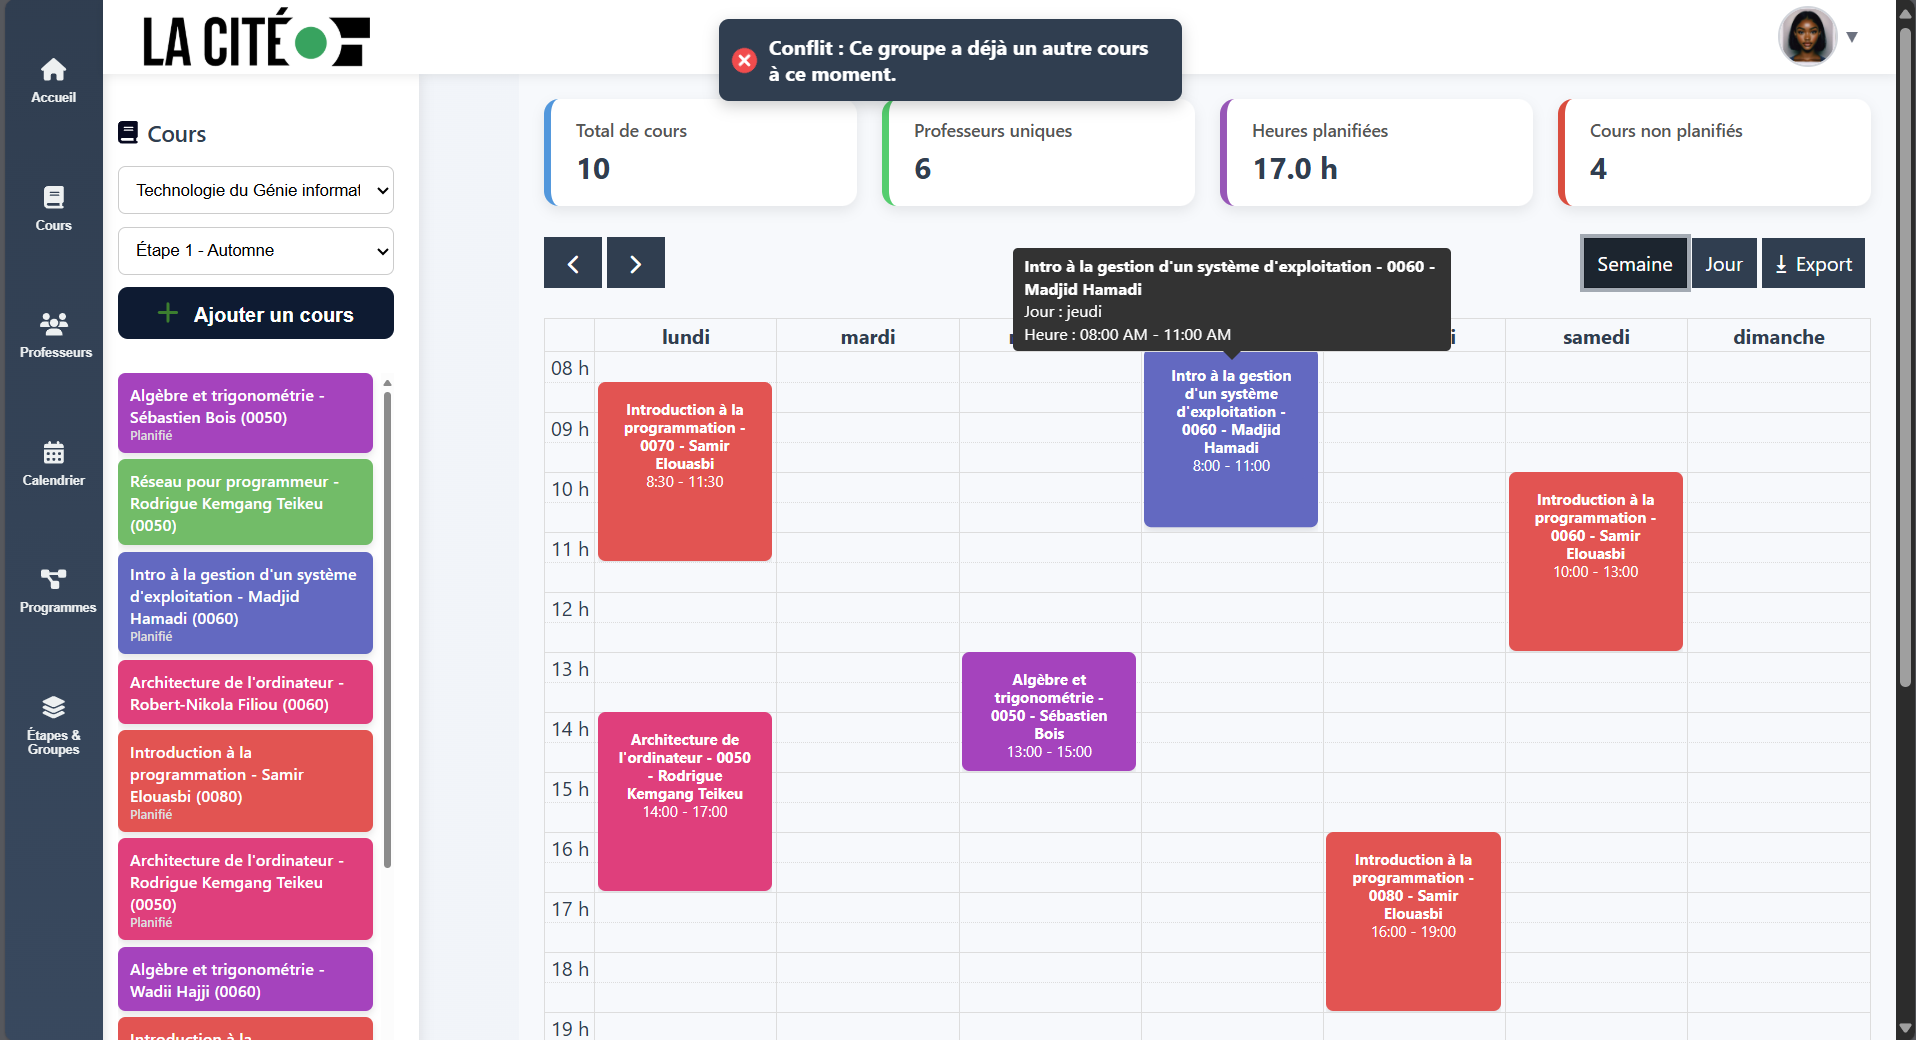 LA CITÉ
Conflit : Ce groupe a déjà un autre cours
à ce moment.
Accueil
Cours
Professeurs
Calendrier
Programmes
Étapes &
Groupes
Cours
Technologie du Génie informat
Étape 1 - Automne
Ajouter un cours
Algèbre et trigonométrie -
Sébastien Bois (0050)
Planifié
Réseau pour programmeur -
Rodrigue Kemgang Teikeu
(0050)
Intro à la gestion d'un système
d'exploitation - Madjid
Hamadi (0060)
Planifié
Architecture de l'ordinateur -
Robert-Nikola Filiou (0060)
Introduction à la
programmation - Samir
Elouasbi (0080)
Planifié
Architecture de l'ordinateur -
Rodrigue Kemgang Teikeu
(0050)
Planifié
Algèbre et trigonométrie -
Wadii Hajji (0060)
Introduction à la
Total de cours
10
Professeurs uniques
6
Heures planifiées
17.0 h
Cours non planifiés
4
Semaine
Jour
Export
Intro à la gestion d'un système d'exploitation - 0060 -
Madjid Hamadi
Jour : jeudi
Heure : 08:00 AM - 11:00 AM
lundi
mardi
samedi
dimanche
08 h
09 h
10 h
11 h
12 h
13 h
14 h
15 h
16 h
17 h
18 h
19 h
Introduction à la
programmation -
0070 - Samir
Elouasbi
8:30 - 11:30
Architecture de
l'ordinateur - 0050
- Rodrigue
Kemgang Teikeu
14:00 - 17:00
Algèbre et
trigonométrie -
0050 - Sébastien
Bois
13:00 - 15:00
Intro à la gestion
d'un système
d'exploitation -
0060 - Madjid
Hamadi
8:00 - 11:00
Introduction à la
programmation -
0080 - Samir
Elouasbi
16:00 - 19:00
Introduction à la
programmation -
0060 - Samir
Elouasbi
10:00 - 13:00